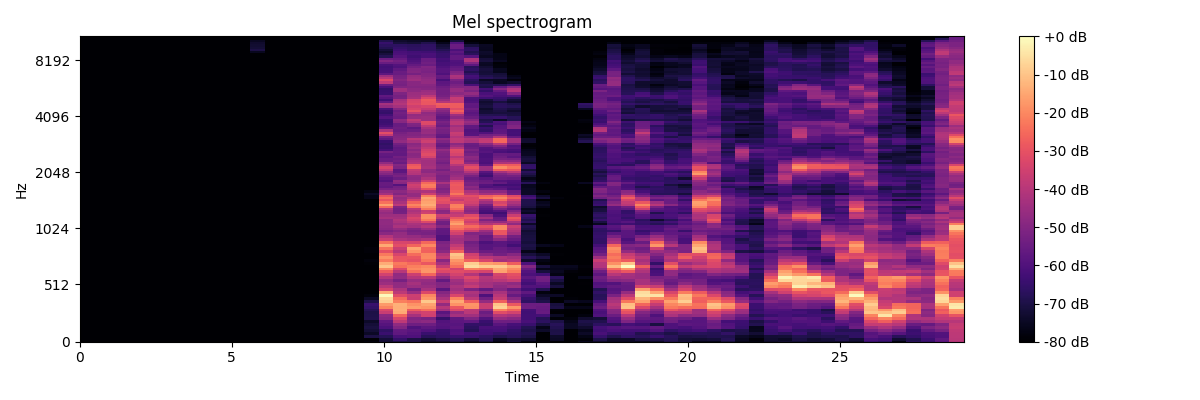 Mel spectrogram
8192
4096
2048
1024
512
0
Hz
0 5 10 15 20 25
Time
+0 dB
-10 dB
-20 dB
-30 dB
-40 dB
-50 dB
-60 dB
-70 dB
-80 dB